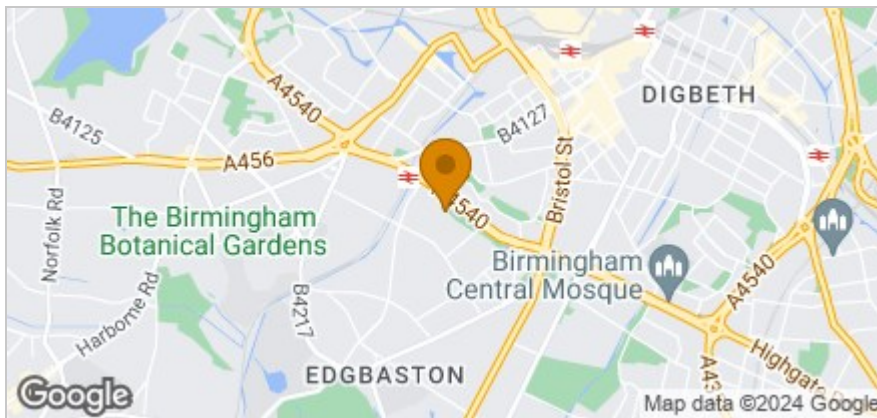 A4540
DIGBETH
B4125
B4127
A456
Bristol St
Norfolk Rd
The Birmingham
Botanical Gardens
Birmingham
Central Mosque
A4540
Harborne Rd
B4217
EDGBASTON
Highgate
Google
Map data ©2024 Google